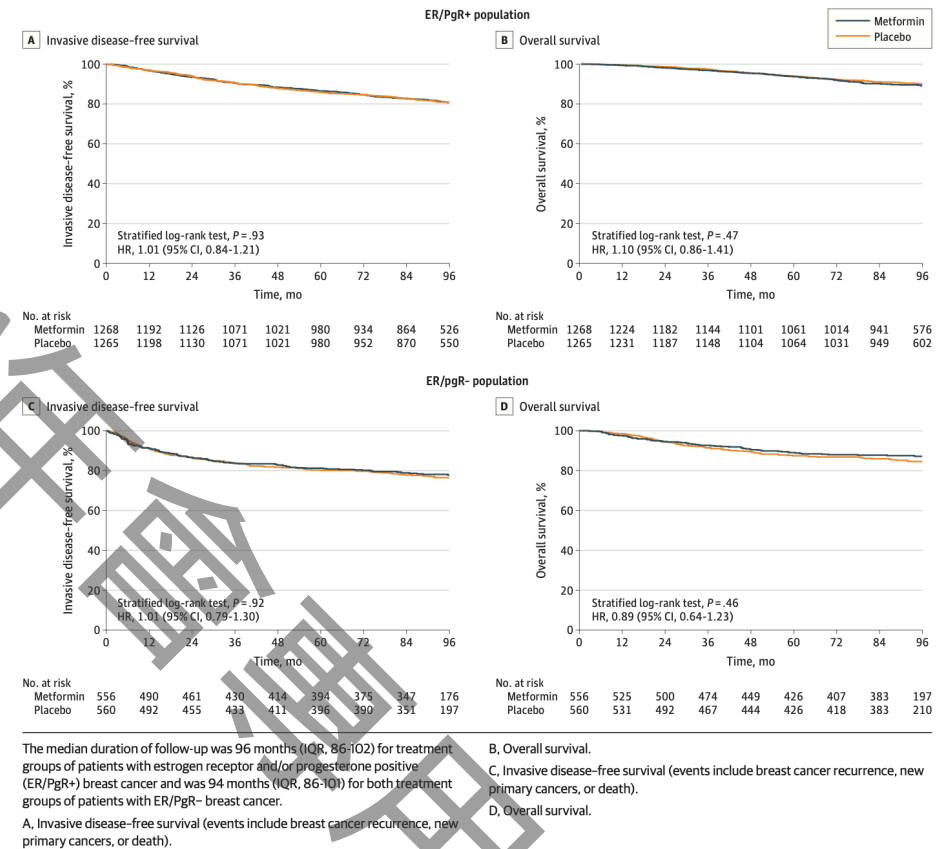 ER/PgR+ population
Metformin
Placebo
A Invasive disease-free survival
B Overall survival
Invasive disease-free survival, %
100
80
60
40
20
0
Stratified log-rank test, P = .93
HR, 1.01 (95% CI, 0.84-1.21)
0 12 24 36 48 60 72 84 96
Time, mo
Overall survival, %
100
80
60
40
20
0
Stratified log-rank test, P = .47
HR, 1.10 (95% CI, 0.86-1.41)
0 12 24 36 48 60 72 84 96
Time, mo
No. at risk
Metformin 1268 1192 1126 1071 1021 980 934 864 526
Placebo 1265 1198 1130 1071 1021 980 952 870 550
No. at risk
Metformin 1268 1224 1182 1144 1101 1061 1014 941 576
Placebo 1265 1231 1187 1148 1104 1064 1031 949 602
ER/pgR- population
C Invasive disease-free survival
D Overall survival
Invasive disease-free survival, %
100
80
60
40
20
0
Stratified log-rank test, P = .92
HR, 1.01 (95% CI, 0.79-1.30)
0 12 24 36 48 60 72 84 96
Time, mo
Overall survival, %
100
80
60
40
20
0
Stratified log-rank test, P = .46
HR, 0.89 (95% CI, 0.64-1.23)
0 12 24 36 48 60 72 84 96
Time, mo
No. at risk
Metformin 556 490 461 430 414 394 375 347 176
Placebo 560 492 455 433 411 396 390 351 197
No. at risk
Metformin 556 525 500 474 449 426 407 383 197
Placebo 560 531 492 467 444 426 418 383 210
The median duration of follow-up was 96 months (IQR, 86-102) for treatment
groups of patients with estrogen receptor and/or progesterone positive
(ER/PgR+) breast cancer and was 94 months (IQR, 86-101) for both treatment
groups of patients with ER/PgR− breast cancer.
A, Invasive disease-free survival (events include breast cancer recurrence, new
primary cancers, or death).
B, Overall survival.
C, Invasive disease-free survival (events include breast cancer recurrence, new
primary cancers, or death).
D, Overall survival.